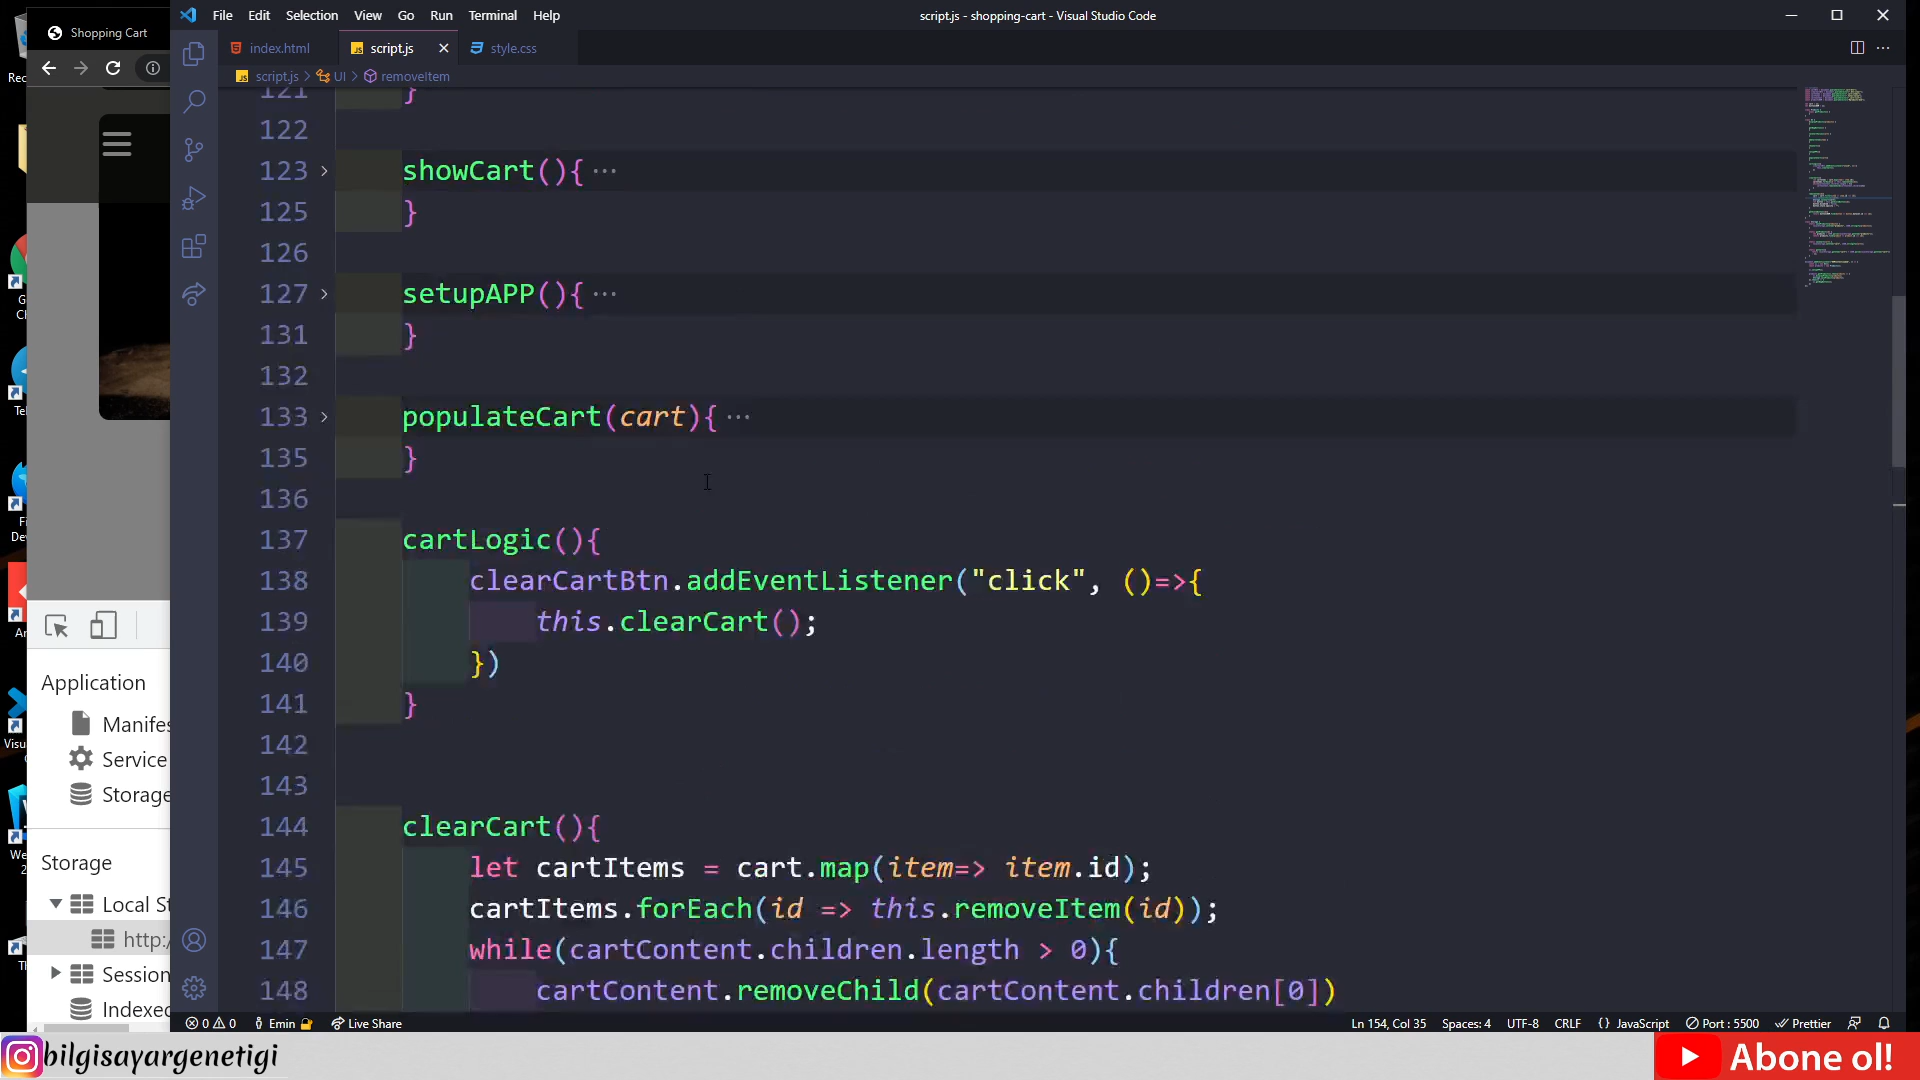 File Edit Selection View Go Run Terminal Help
script.js - shopping-cart - Visual Studio Code
Shopping Cart
index.html script.js style.css
script.js > UI > removeItem
121 }
122
123 showCart(){ ···
125 }
126
127 setupAPP(){ ···
131 }
132
133 populateCart(cart){ ···
135 }
136
137 cartLogic(){
138 clearCartBtn.addEventListener("click", ()=>{
139 this.clearCart();
140 })
141 }
142
143
144 clearCart(){
145 let cartItems = cart.map(item=> item.id);
146 cartItems.forEach(id => this.removeItem(id));
147 while(cartContent.children.length > 0){
148 cartContent.removeChild(cartContent.children[0])
Application
Manifes
Service
Storage
Storage
Local St
http:/
Session
Indexed
0 0 Emin Live Share
Ln 154, Col 35 Spaces: 4 UTF-8 CRLF {} JavaScript Port : 5500 Prettier
bilgisayargenetigi
Abone ol!